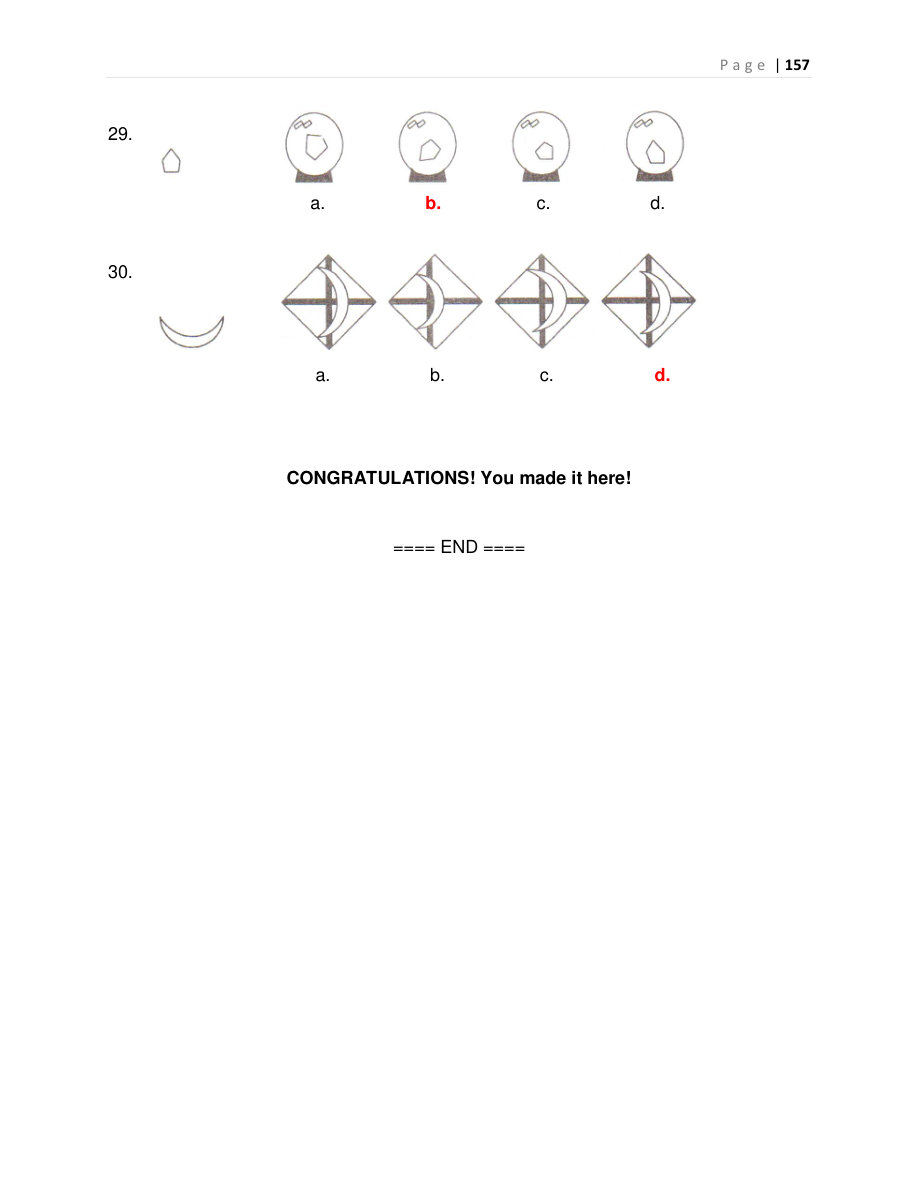 P a g e | 157
29.
a. b. c. d.
30.
a. b. c. d.
CONGRATULATIONS! You made it here!
==== END ====